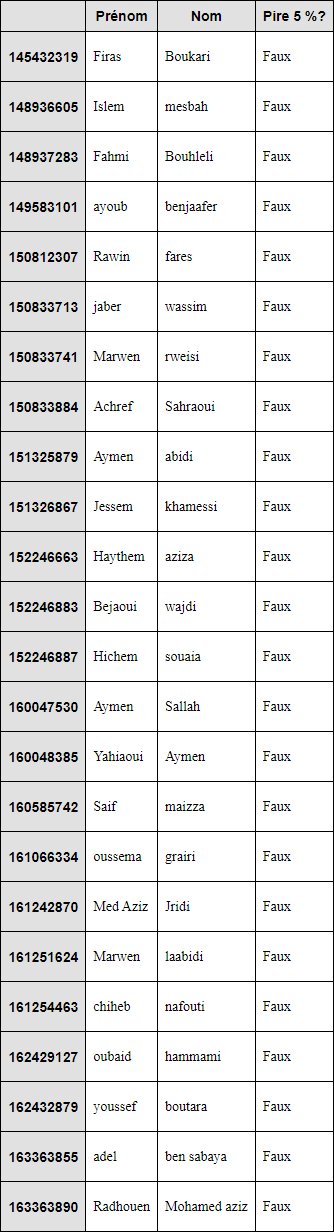 Prénom Nom Pire 5 %?
145432319 Firas Boukari Faux
148936605 Islem mesbah Faux
148937283 Fahmi Bouhleli Faux
149583101 ayoub benjaafer Faux
150812307 Rawin fares Faux
150833713 jaber wassim Faux
150833741 Marwen rweisi Faux
150833884 Achref Sahraoui Faux
151325879 Aymen abidi Faux
151326867 Jessem khamessi Faux
152246663 Haythem aziza Faux
152246883 Bejaoui wajdi Faux
152246887 Hichem souaia Faux
160047530 Aymen Sallah Faux
160048385 Yahiaoui Aymen Faux
160585742 Saif maizza Faux
161066334 oussema grairi Faux
161242870 Med Aziz Jridi Faux
161251624 Marwen laabidi Faux
161254463 chiheb nafouti Faux
162429127 oubaid hammami Faux
162432879 youssef boutara Faux
163363855 adel ben sabaya Faux
163363890 Radhouen Mohamed aziz Faux